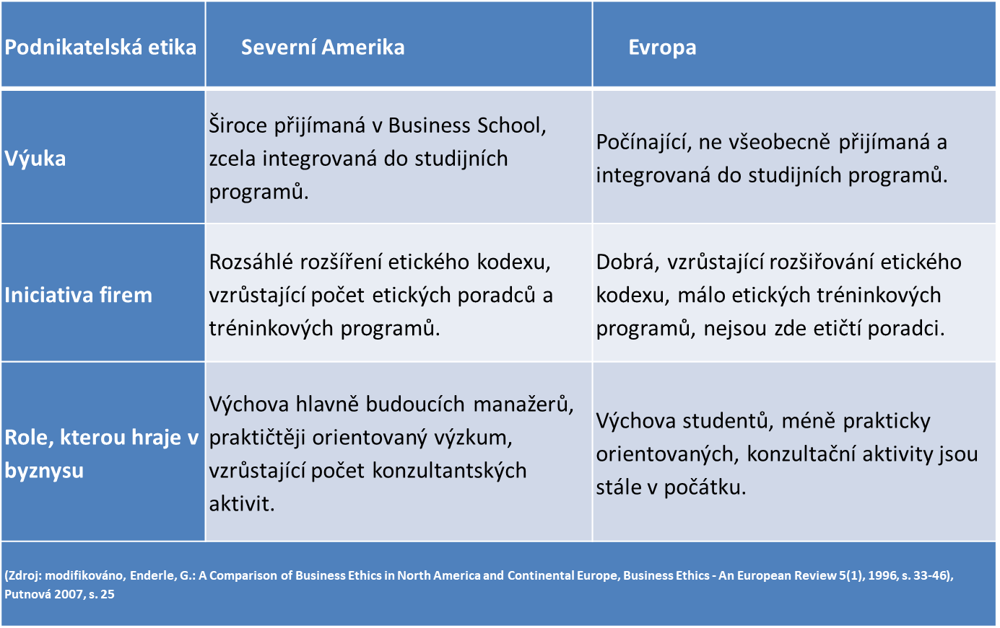 Podnikatelská etika
Severní Amerika
Evropa
Výuka
Široce přijímaná v Business School,
zcela integrovaná do studijních
programů.
Počínající, ne všeobecně přijímaná a
integrovaná do studijních programů.
Iniciativa firem
Rozsáhlé rozšíření etického kodexu,
vzrůstající počet etických poradců a
tréninkových programů.
Dobrá, vzrůstající rozšiřování etického
kodexu, málo etických tréninkových
programů, nejsou zde etičtí poradci.
Role, kterou hraje v
byznysu
Výchova hlavně budoucích manažerů,
praktičtěji orientovaný výzkum,
vzrůstající počet konzultantských
aktivit.
Výchova studentů, méně prakticky
orientovaných, konzultační aktivity jsou
stále v počátku.
(Zdroj: modifikováno, Enderle, G.: A Comparison of Business Ethics in North America and Continental Europe, Business Ethics - An European Review 5(1), 1996, s. 33-46),
Putnová 2007, s. 25